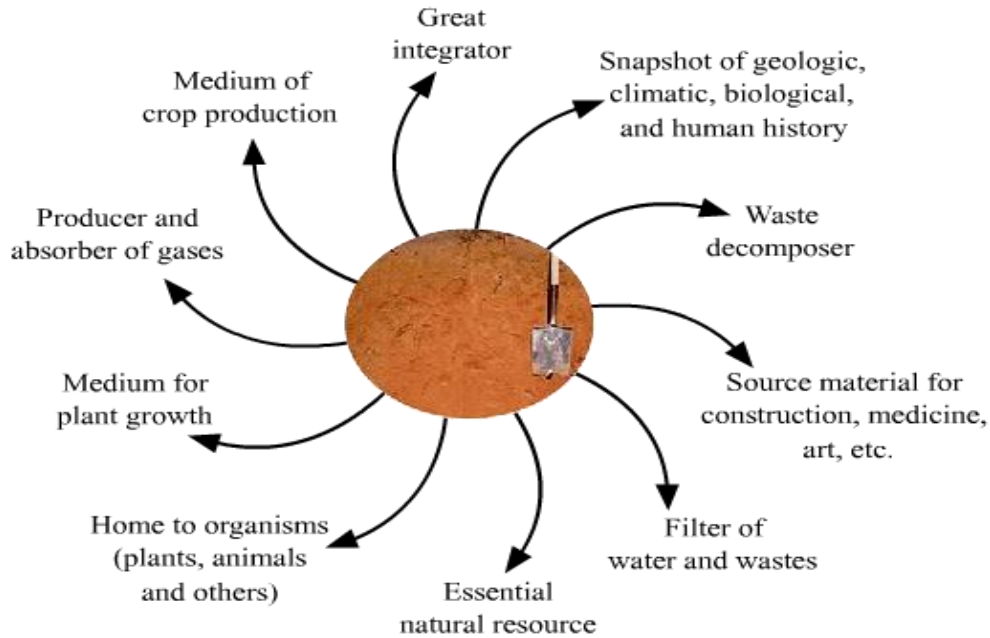 Great
integrator
Snapshot of geologic,
climatic, biological,
and human history
Waste
decomposer
Source material for
construction, medicine,
art, etc.
Filter of
water and wastes
Essential
natural resource
Home to organisms
(plants, animals
and others)
Medium for
plant growth
Producer and
absorber of gases
Medium of
crop production